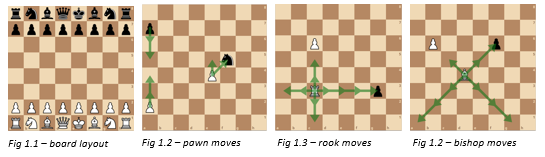 Fig 1.1 – board layout
Fig 1.2 – pawn moves
Fig 1.3 – rook moves
Fig 1.2 – bishop moves